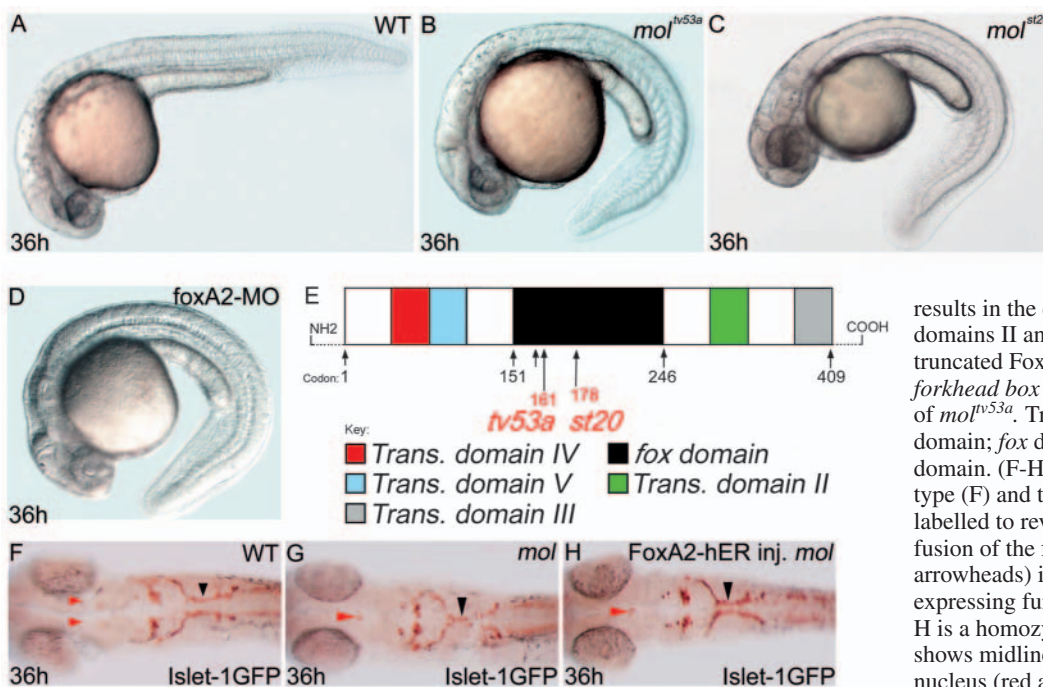 A WT
B mol tv53a
C mol st20
36h 36h 36h
D foxA2-MO
36h
E
NH2 COOH
Codon: 1 151 246 409
161 178
tv53a st20
Key:
Trans. domain IV fox domain
Trans. domain V Trans. domain II
Trans. domain III
F WT
36h Islet-1GFP
G mol
36h Islet-1GFP
H FoxA2-hER inj. mol
36h Islet-1GFP
results in the
domains II an
truncated Fox
forkhead box
of mol tv53a. Tr
domain; fox d
domain. (F-H
type (F) and t
labelled to rev
fusion of the
arrowheads) i
expressing fu
H is a homozy
shows midlin
nucleus (red a